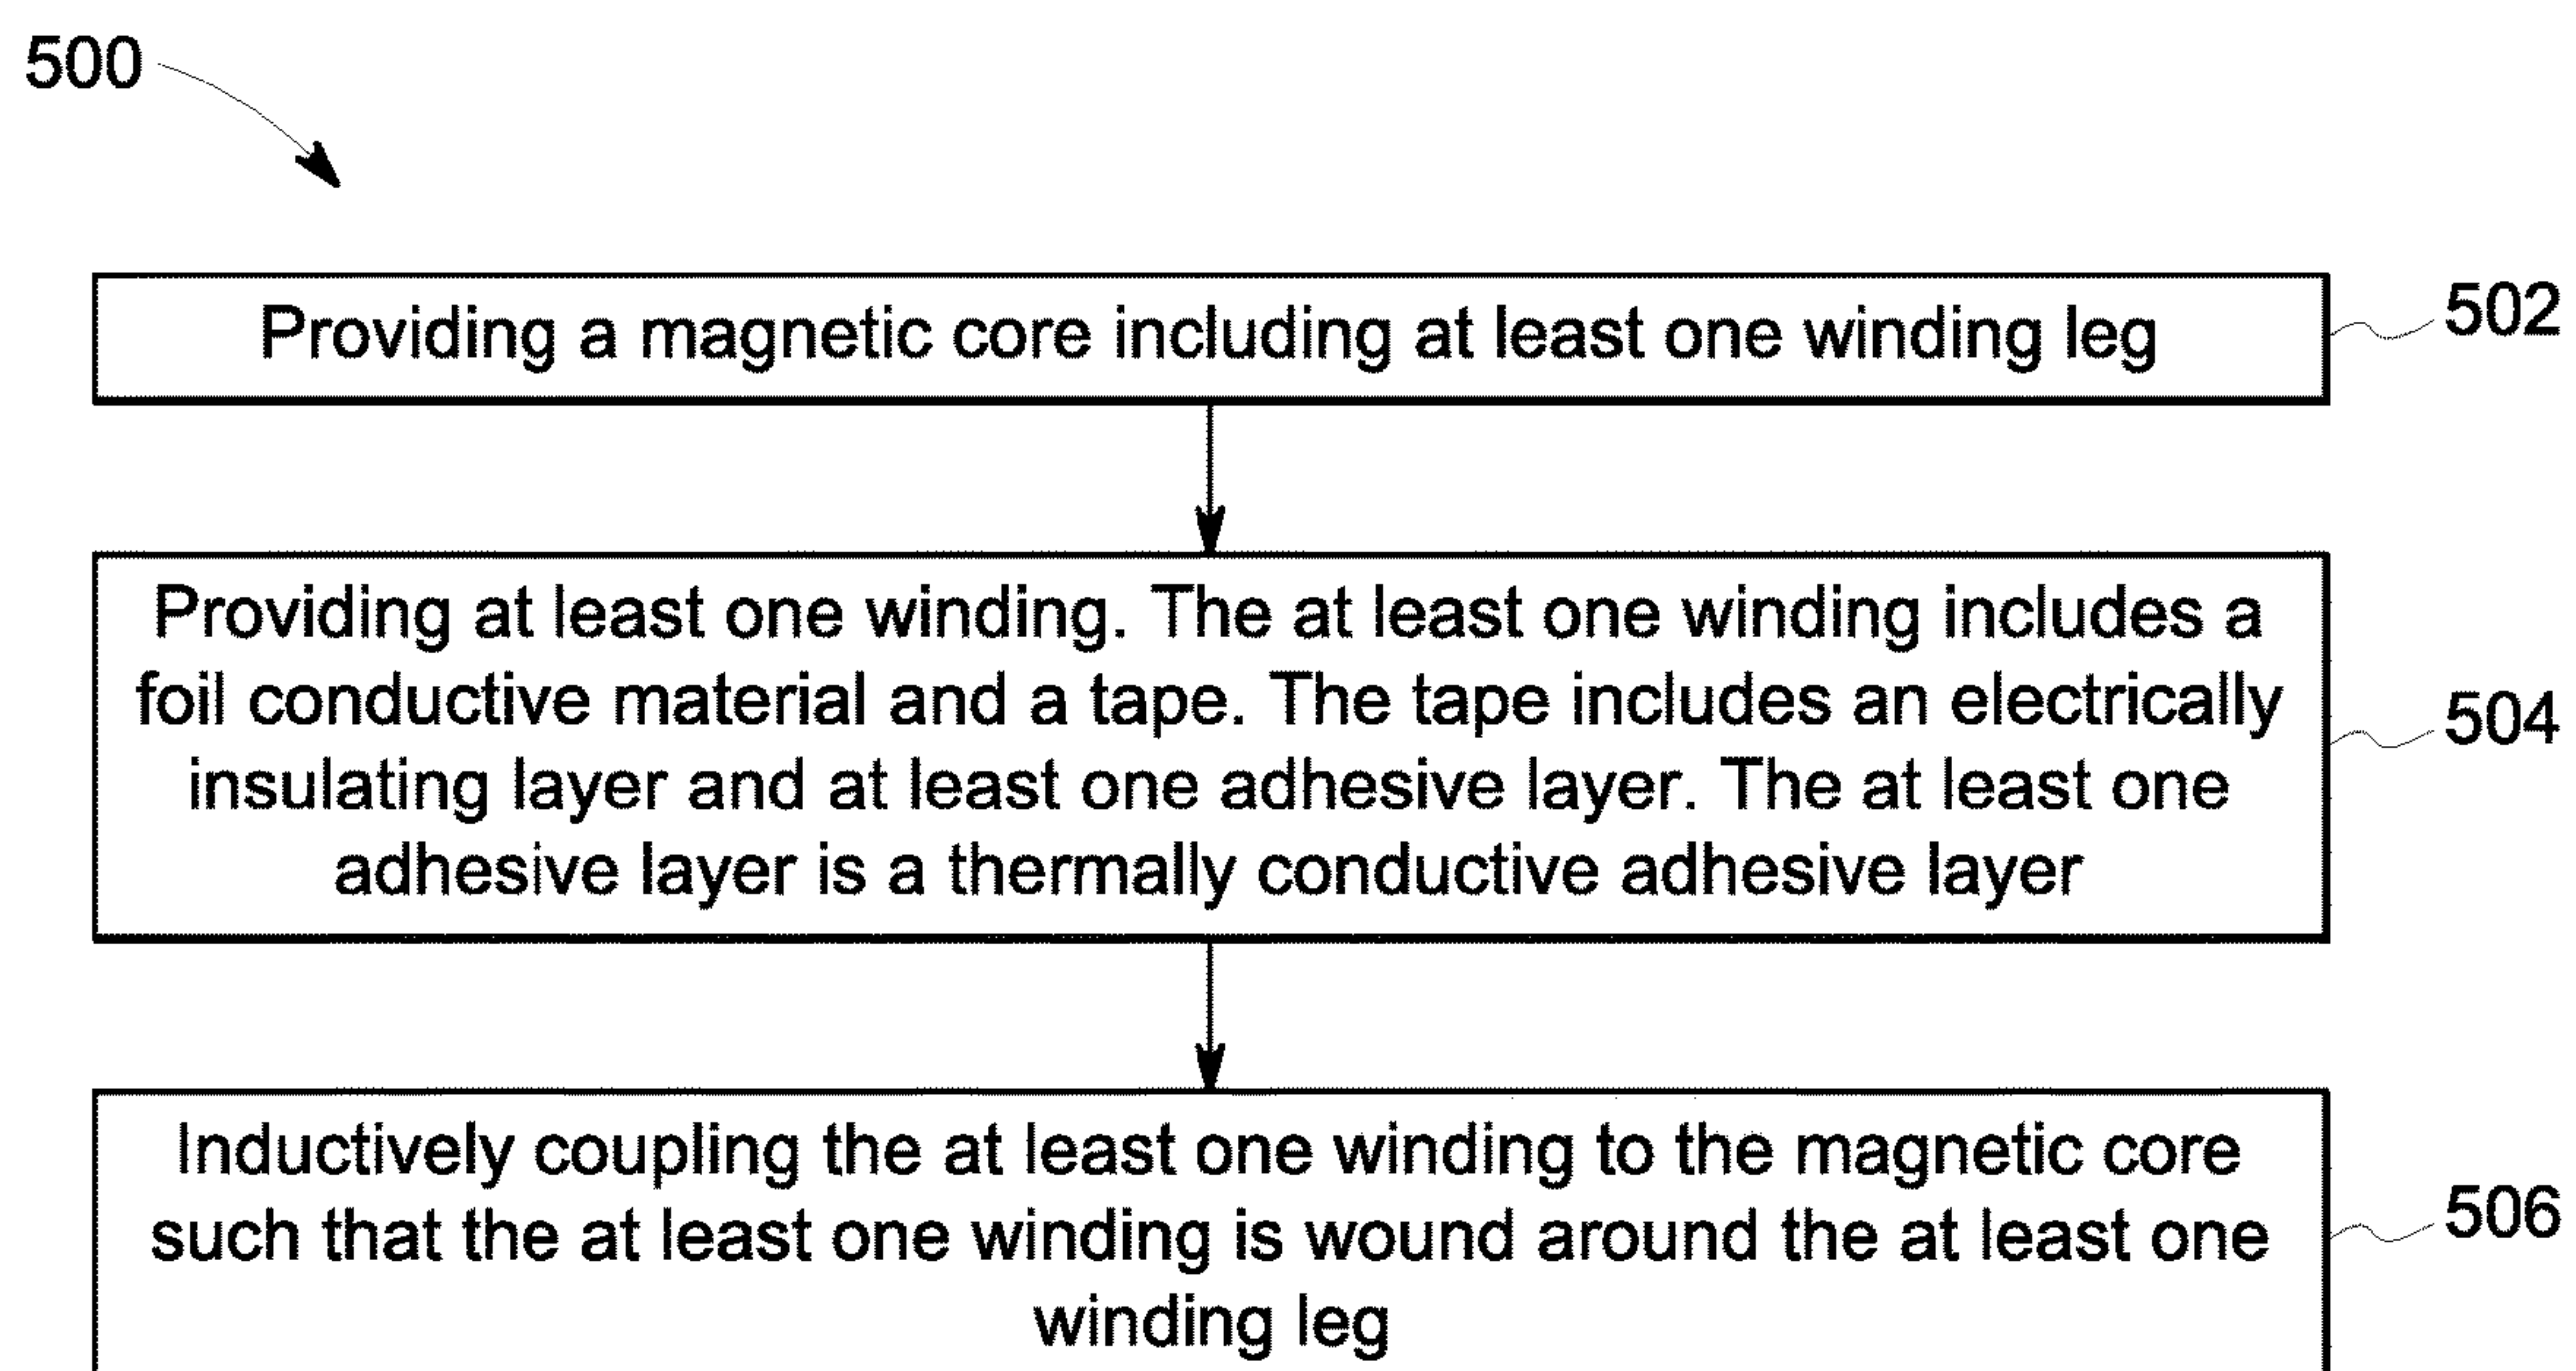 500
Providing a magnetic core including at least one winding leg
502
Providing at least one winding. The at least one winding includes a
foil conductive material and a tape. The tape includes an electrically
insulating layer and at least one adhesive layer. The at least one
adhesive layer is a thermally conductive adhesive layer
504
Inductively coupling the at least one winding to the magnetic core
such that the at least one winding is wound around the at least one
winding leg
506